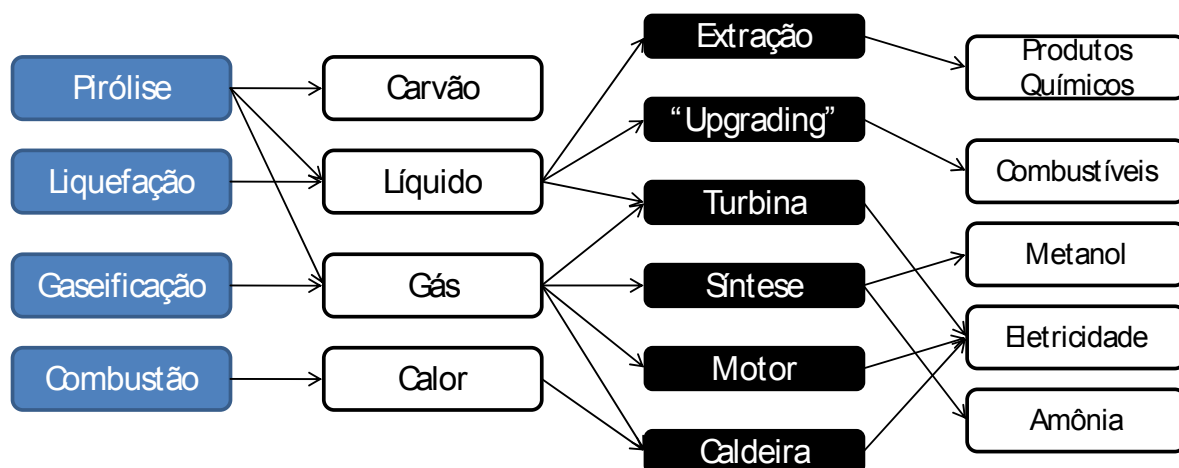 Pirólise
Liquefação
Gaseificação
Combustão
Carvão
Líquido
Gás
Calor
Extração
“Upgrading”
Turbina
Síntese
Motor
Caldeira
Produtos
Químicos
Combustíveis
Metanol
Eletricidade
Amônia